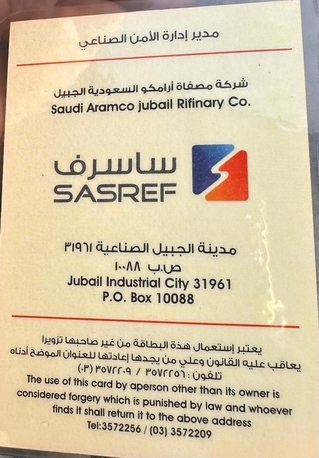 مدير إدارة الأمن الصناعي
شركة مصفاة أرامكو السعودية الجبيل
Saudi Aramco jubail Rifinary Co.
ساسرف
SASREF
مدينة الجبيل الصناعية ٣١٩٦١
ص.ب ١٠٠٨٨
Jubail Industrial City 31961
P.O. Box 10088
يعتبر إستعمال هذة البطاقة من غير صاحبها تزويرا
يعاقب عليه القانون وعلى من يجدها إعادتها للعنوان الموضح أدناه
تلفون : ٣٥٧٢٢٥٦ / ٣٥٧٢٢٠٩ (٠٣)
The use of this card by aperson other than its owner is
considered forgery which is punished by law and whoever
finds it shall return it to the above address
Tel:3572256 / (03) 3572209